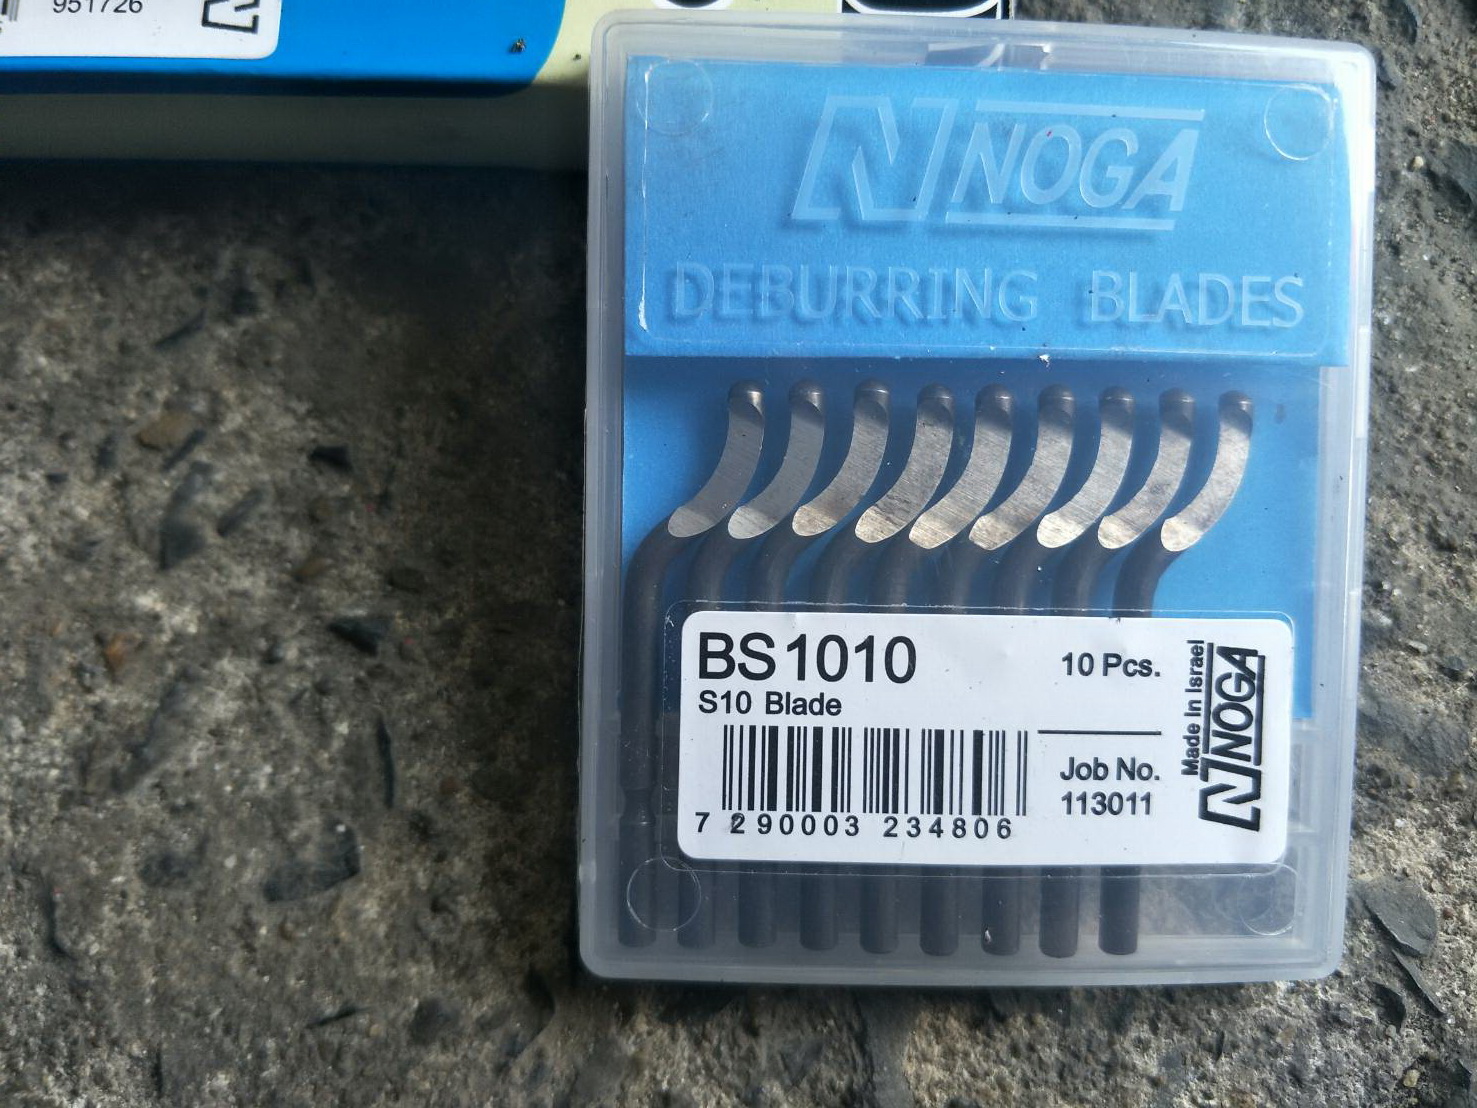 951726
NOGA
DEBURRING BLADES
BS1010
10 Pcs.
S10 Blade
Job No.
113011
7 290003 234806
Made in Israel
NOGA